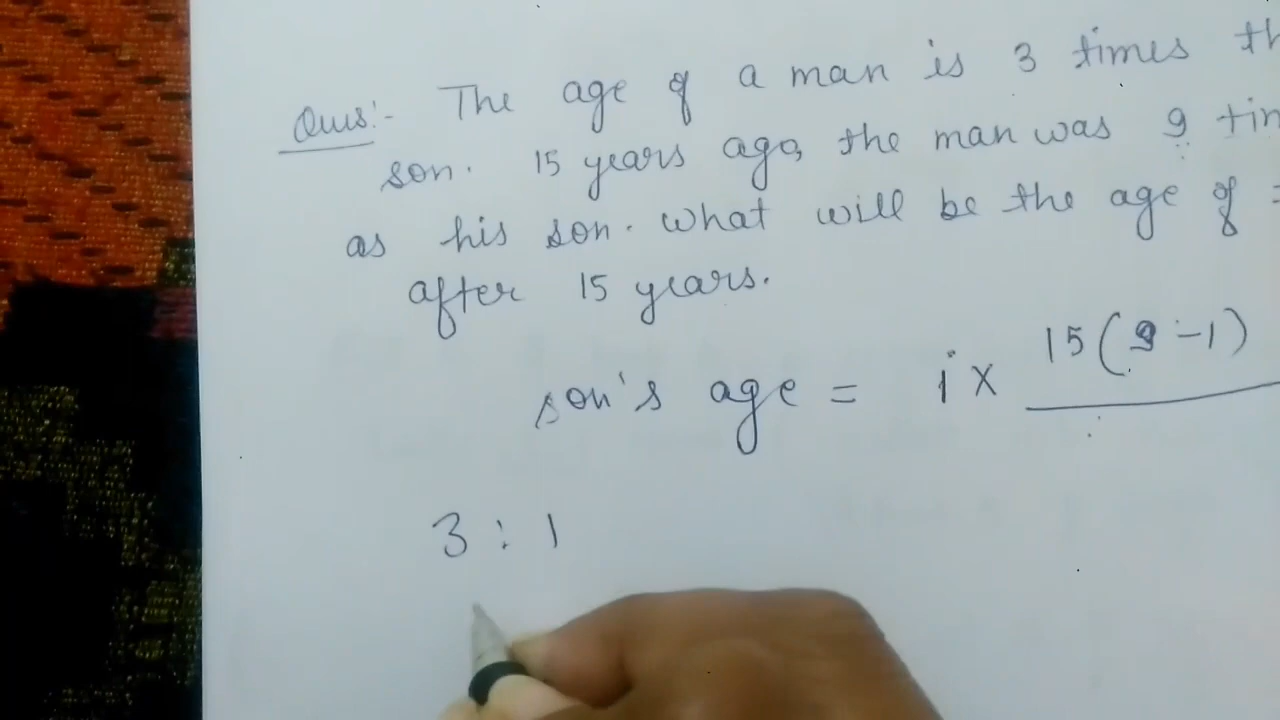 Ques:- The age of a man is 3 times
son. 15 years ago, the man was 9
as his son. What will be the age of
after 15 years.
son's age = 1 × 15(9-1)
3 : 1